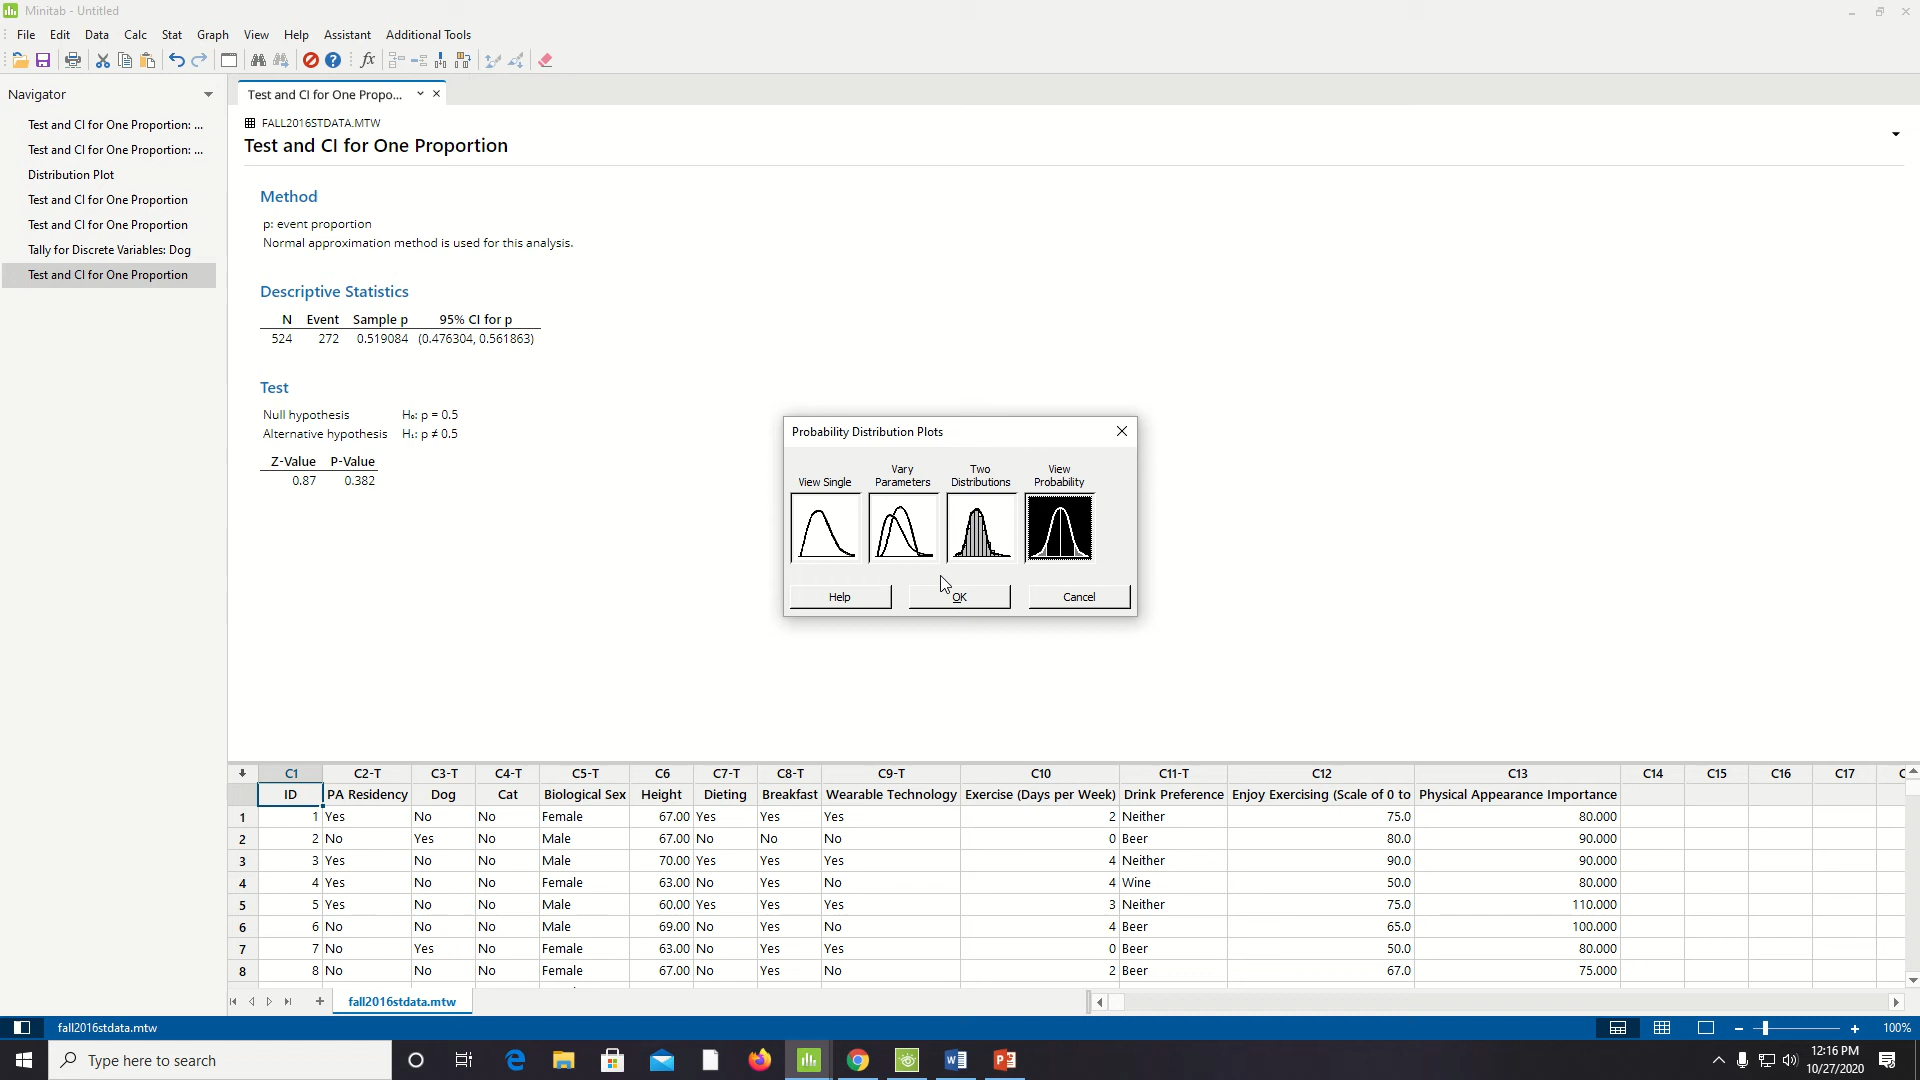 Minitab - Untitled
File Edit Data Calc Stat Graph View Help Assistant Additional Tools
Navigator
Test and CI for One Proportion: ...
Test and CI for One Proportion: ...
Distribution Plot
Test and CI for One Proportion
Test and CI for One Proportion
Tally for Discrete Variables: Dog
Test and CI for One Proportion
Test and CI for One Propo...
FALL2016STDATA.MTW
Test and CI for One Proportion
Method
p: event proportion
Normal approximation method is used for this analysis.
Descriptive Statistics
N Event Sample p 95% CI for p
524 272 0.519084 (0.476304, 0.561863)
Test
Null hypothesis H₀: p = 0.5
Alternative hypothesis H₁: p ≠ 0.5
Z-Value P-Value
0.87 0.382
Probability Distribution Plots
View Single
Vary Parameters
Two Distributions
View Probability
Help OK Cancel
C1 C2-T C3-T C4-T C5-T C6 C7-T C8-T C9-T C10 C11-T C12 C13 C14 C15 C16 C17 C
ID PA Residency Dog Cat Biological Sex Height Dieting Breakfast Wearable Technology Exercise (Days per Week) Drink Preference Enjoy Exercising (Scale of 0 to Physical Appearance Importance
1 1 Yes No No Female 67.00 Yes Yes Yes 2 Neither 75.0 80.000
2 2 No Yes No Male 67.00 No No No 0 Beer 80.0 90.000
3 3 Yes No No Male 70.00 Yes Yes Yes 4 Neither 90.0 90.000
4 4 Yes No No Female 63.00 No Yes No 4 Wine 50.0 80.000
5 5 Yes No No Male 60.00 Yes Yes Yes 3 Neither 75.0 110.000
6 6 No No No Male 69.00 No Yes No 4 Beer 65.0 100.000
7 7 No Yes No Female 63.00 No Yes Yes 0 Beer 50.0 80.000
8 8 No No No Female 67.00 No Yes No 2 Beer 67.0 75.000
fall2016stdata.mtw
fall2016stdata.mtw
100%
Type here to search
12:16 PM
10/27/2020